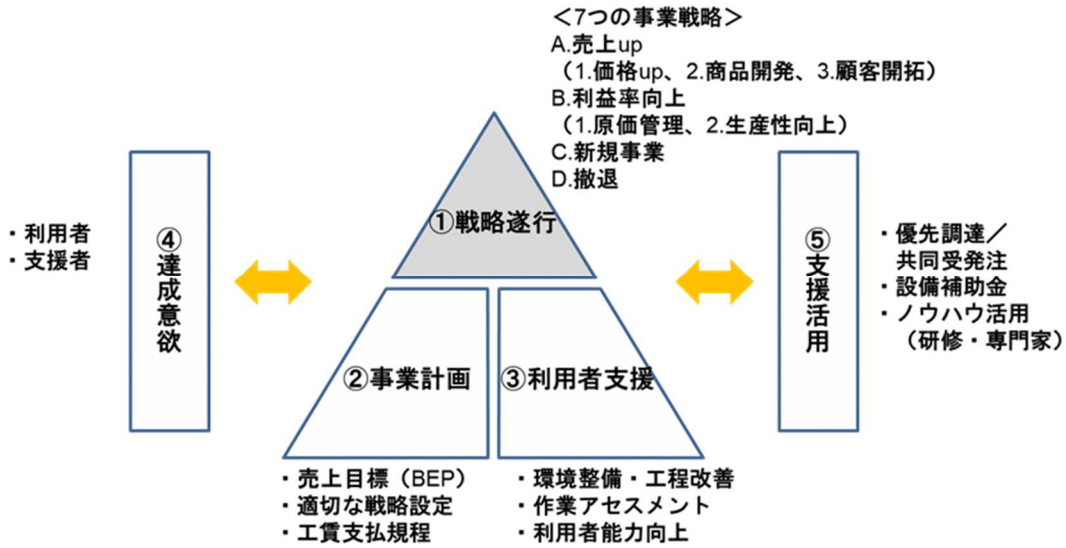 ＜7つの事業戦略＞
A.売上up
（1.価格up、2.商品開発、3.顧客開拓）
B.利益率向上
（1.原価管理、2.生産性向上）
C.新規事業
D.撤退
①戦略遂行
・利用者
・支援者
④達成意欲
⑤支援活用
・優先調達／
共同受発注
・設備補助金
・ノウハウ活用
（研修・専門家）
②事業計画
③利用者支援
・売上目標（BEP）
・適切な戦略設定
・工賃支払規程
・環境整備・工程改善
・作業アセスメント
・利用者能力向上